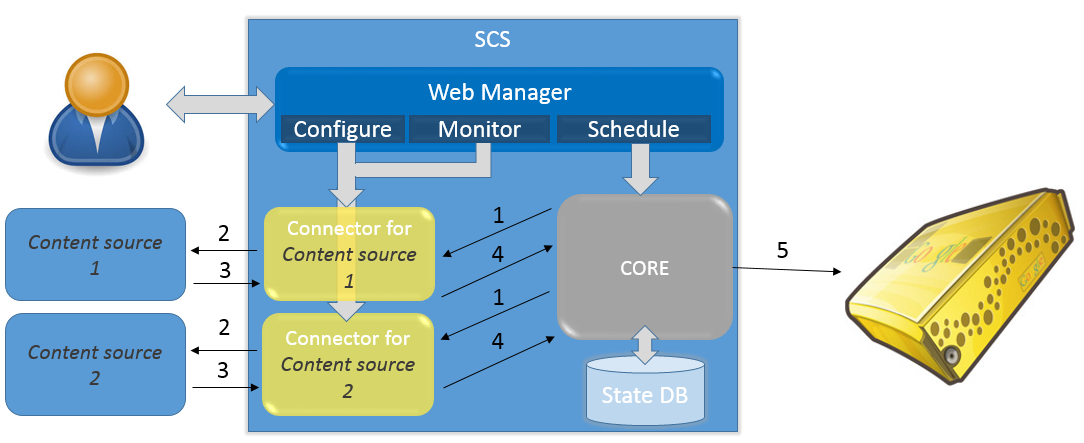 SCS
Web Manager
Configure
Monitor
Schedule
Content source
1
2
3
Connector for
Content source
1
1
4
CORE
5
Google
Content source
2
2
3
Connector for
Content source
2
1
4
State DB